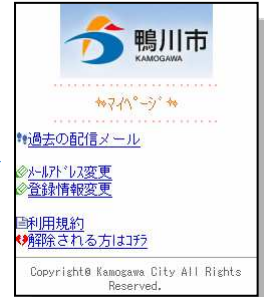 鴨川市
KAMOGAWA
ﾏｲﾍﾟｰｼﾞ
過去の配信メール
ﾒｰﾙｱﾄﾞﾚｽ変更
登録情報変更
利用規約
解除される方はｺﾁﾗ
Copyright© Kamogawa City All Rights
Reserved.